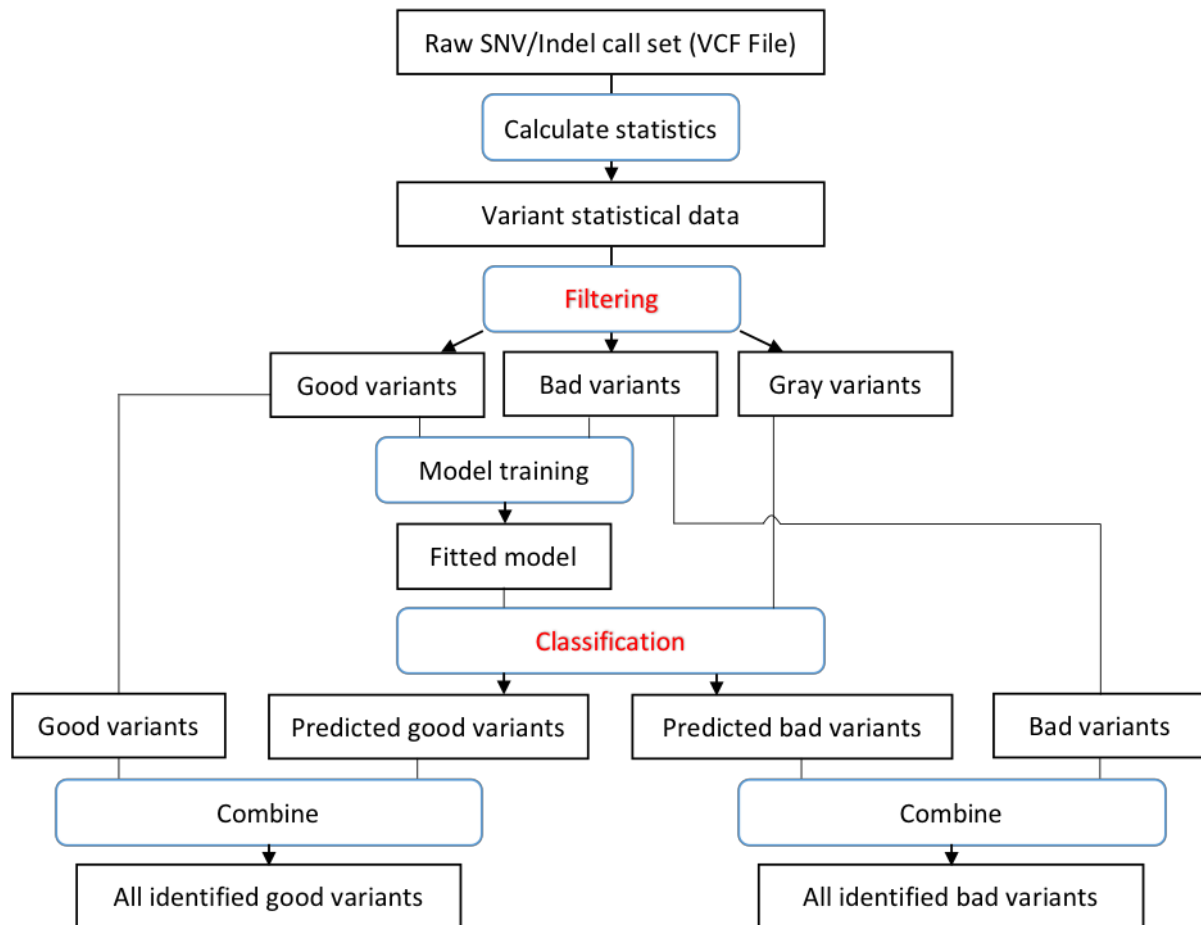 Raw SNV/Indel call set (VCF File)
Calculate statistics
Variant statistical data
Filtering
Good variants
Bad variants
Gray variants
Model training
Fitted model
Classification
Good variants
Predicted good variants
Predicted bad variants
Bad variants
Combine
Combine
All identified good variants
All identified bad variants